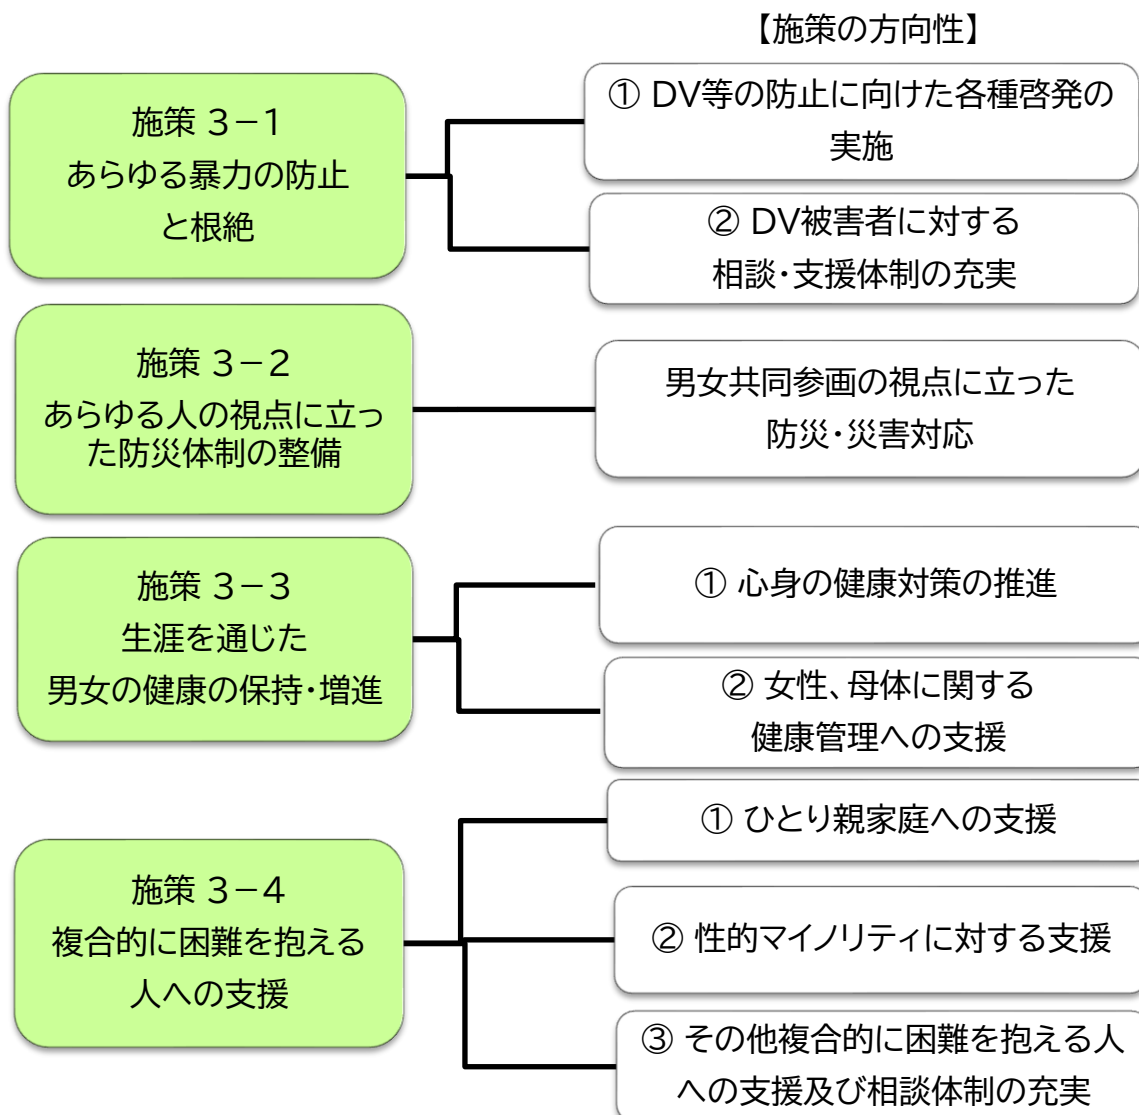 【施策の方向性】
施策 3－1
あらゆる暴力の防止
と根絶
① DV等の防止に向けた各種啓発の
実施
② DV被害者に対する
相談・支援体制の充実
施策 3－2
あらゆる人の視点に立っ
た防災体制の整備
男女共同参画の視点に立った
防災・災害対応
施策 3－3
生涯を通じた
男女の健康の保持・増進
① 心身の健康対策の推進
② 女性、母体に関する
健康管理への支援
施策 3－4
複合的に困難を抱える
人への支援
① ひとり親家庭への支援
② 性的マイノリティに対する支援
③ その他複合的に困難を抱える人
への支援及び相談体制の充実